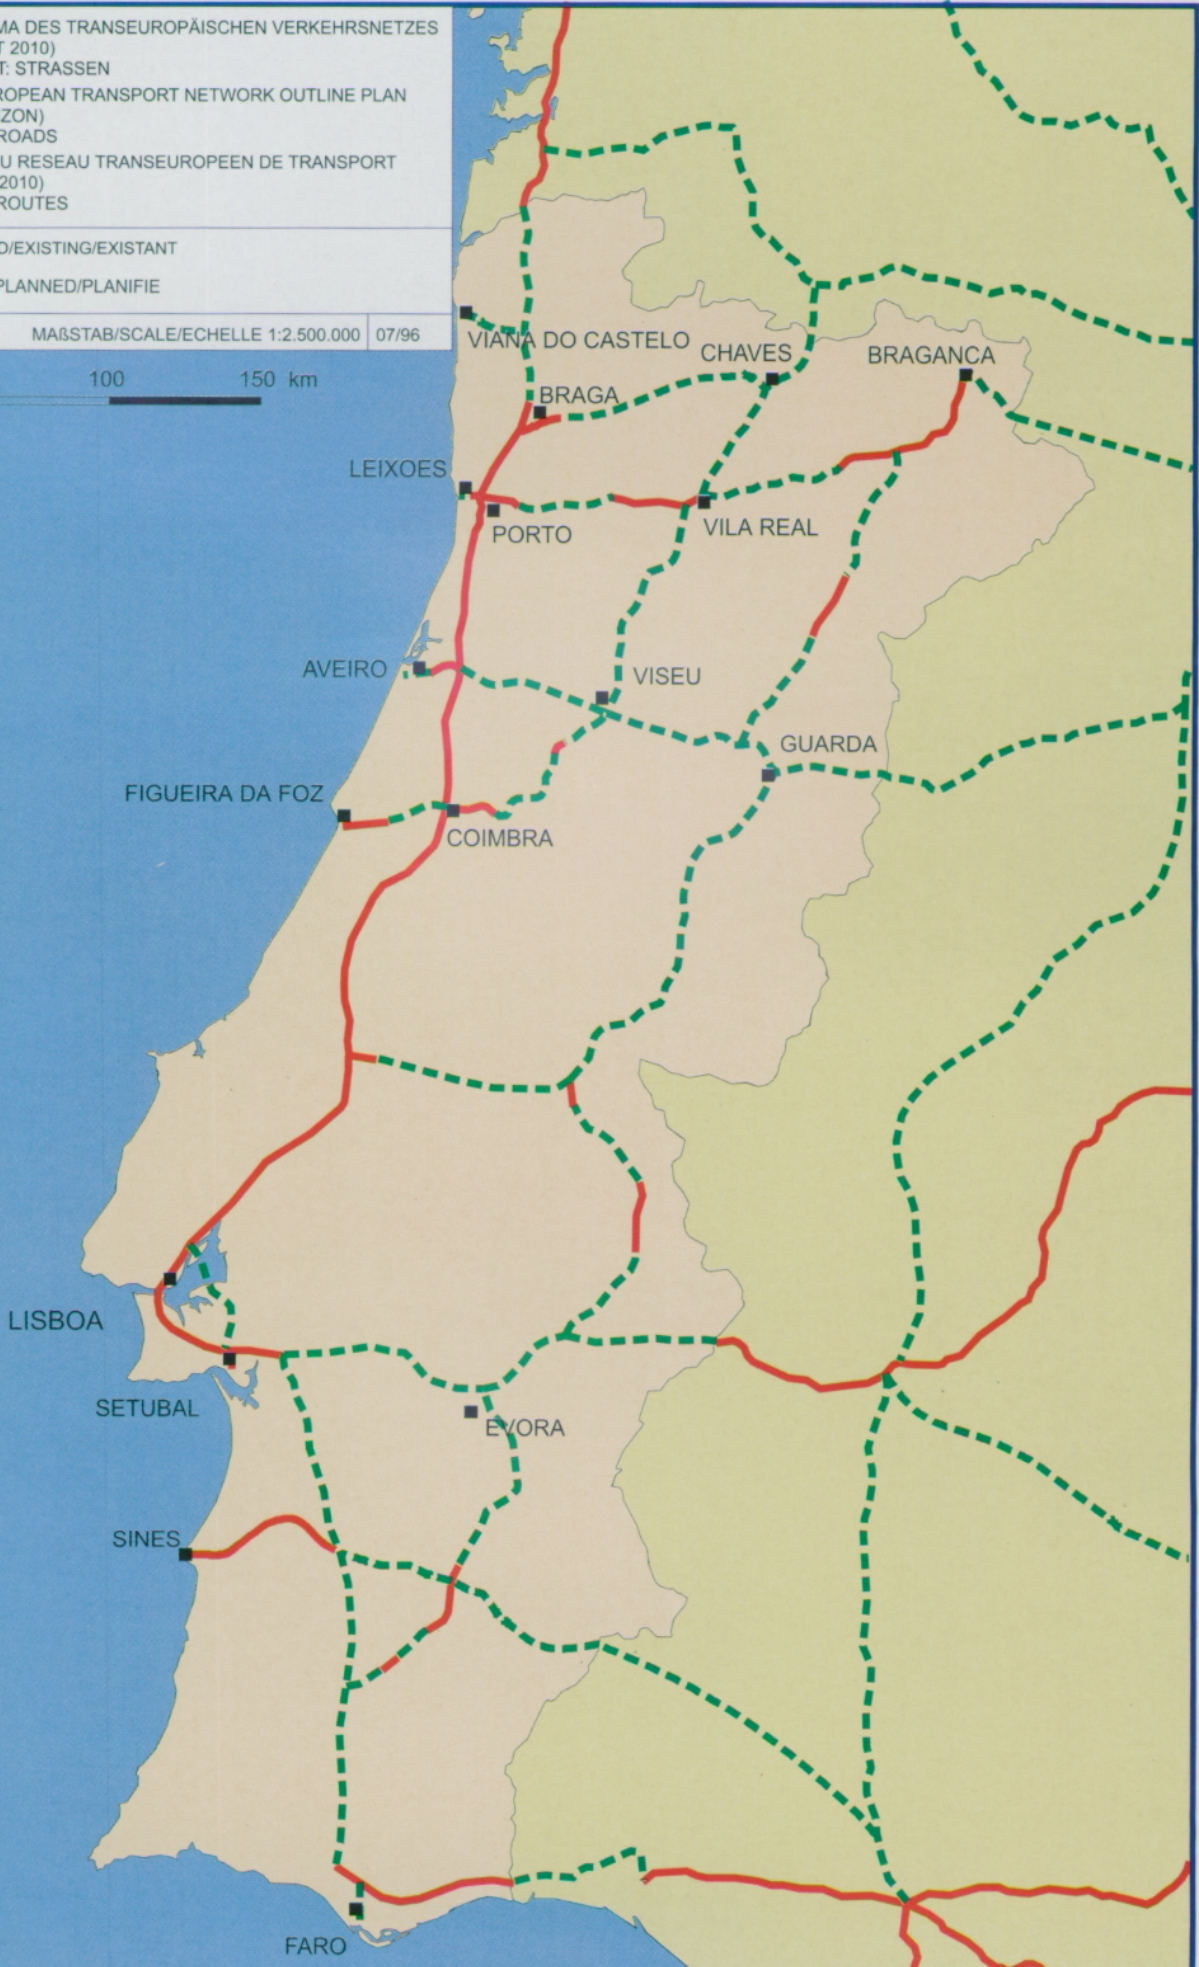 MA DES TRANSEUROPÄISCHEN VERKEHRSNETZES
T 2010)
T: STRASSEN
ROPEAN TRANSPORT NETWORK OUTLINE PLAN
IZON)
ROADS
U RESEAU TRANSEUROPEEN DE TRANSPORT
2010)
ROUTES
D/EXISTING/EXISTANT
PLANNED/PLANIFIE
MAßSTAB/SCALE/ECHELLE 1:2.500.000 07/96
100 150 km
VIANA DO CASTELO
CHAVES
BRAGANCA
BRAGA
LEIXOES
PORTO
VILA REAL
AVEIRO
VISEU
GUARDA
FIGUEIRA DA FOZ
COIMBRA
LISBOA
SETUBAL
EVORA
SINES
FARO